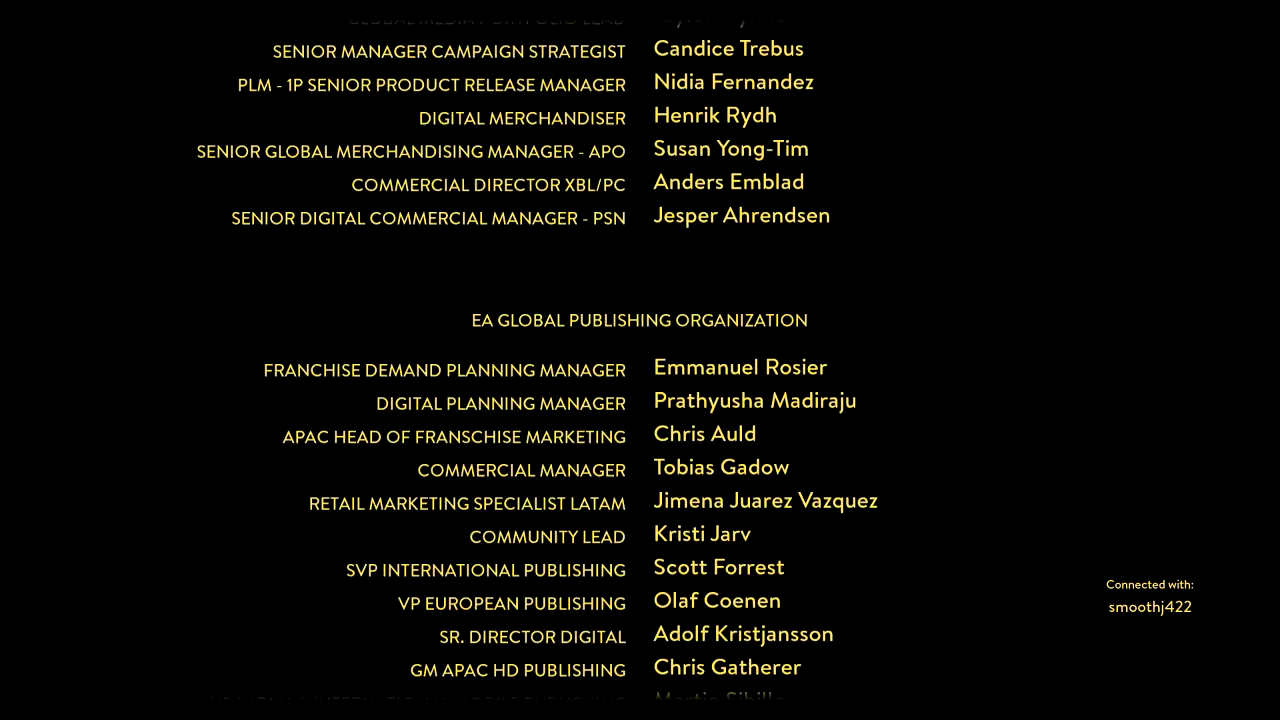 SENIOR MANAGER CAMPAIGN STRATEGIST Candice Trebus
PLM - 1P SENIOR PRODUCT RELEASE MANAGER Nidia Fernandez
DIGITAL MERCHANDISER Henrik Rydh
SENIOR GLOBAL MERCHANDISING MANAGER - APO Susan Yong-Tim
COMMERCIAL DIRECTOR XBL/PC Anders Emblad
SENIOR DIGITAL COMMERCIAL MANAGER - PSN Jesper Ahrendsen
EA GLOBAL PUBLISHING ORGANIZATION
FRANCHISE DEMAND PLANNING MANAGER Emmanuel Rosier
DIGITAL PLANNING MANAGER Prathyusha Madiraju
APAC HEAD OF FRANSCHISE MARKETING Chris Auld
COMMERCIAL MANAGER Tobias Gadow
RETAIL MARKETING SPECIALIST LATAM Jimena Juarez Vazquez
COMMUNITY LEAD Kristi Jarv
SVP INTERNATIONAL PUBLISHING Scott Forrest
VP EUROPEAN PUBLISHING Olaf Coenen
SR. DIRECTOR DIGITAL Adolf Kristjansson
GM APAC HD PUBLISHING Chris Gatherer
Connected with:
smoothj422